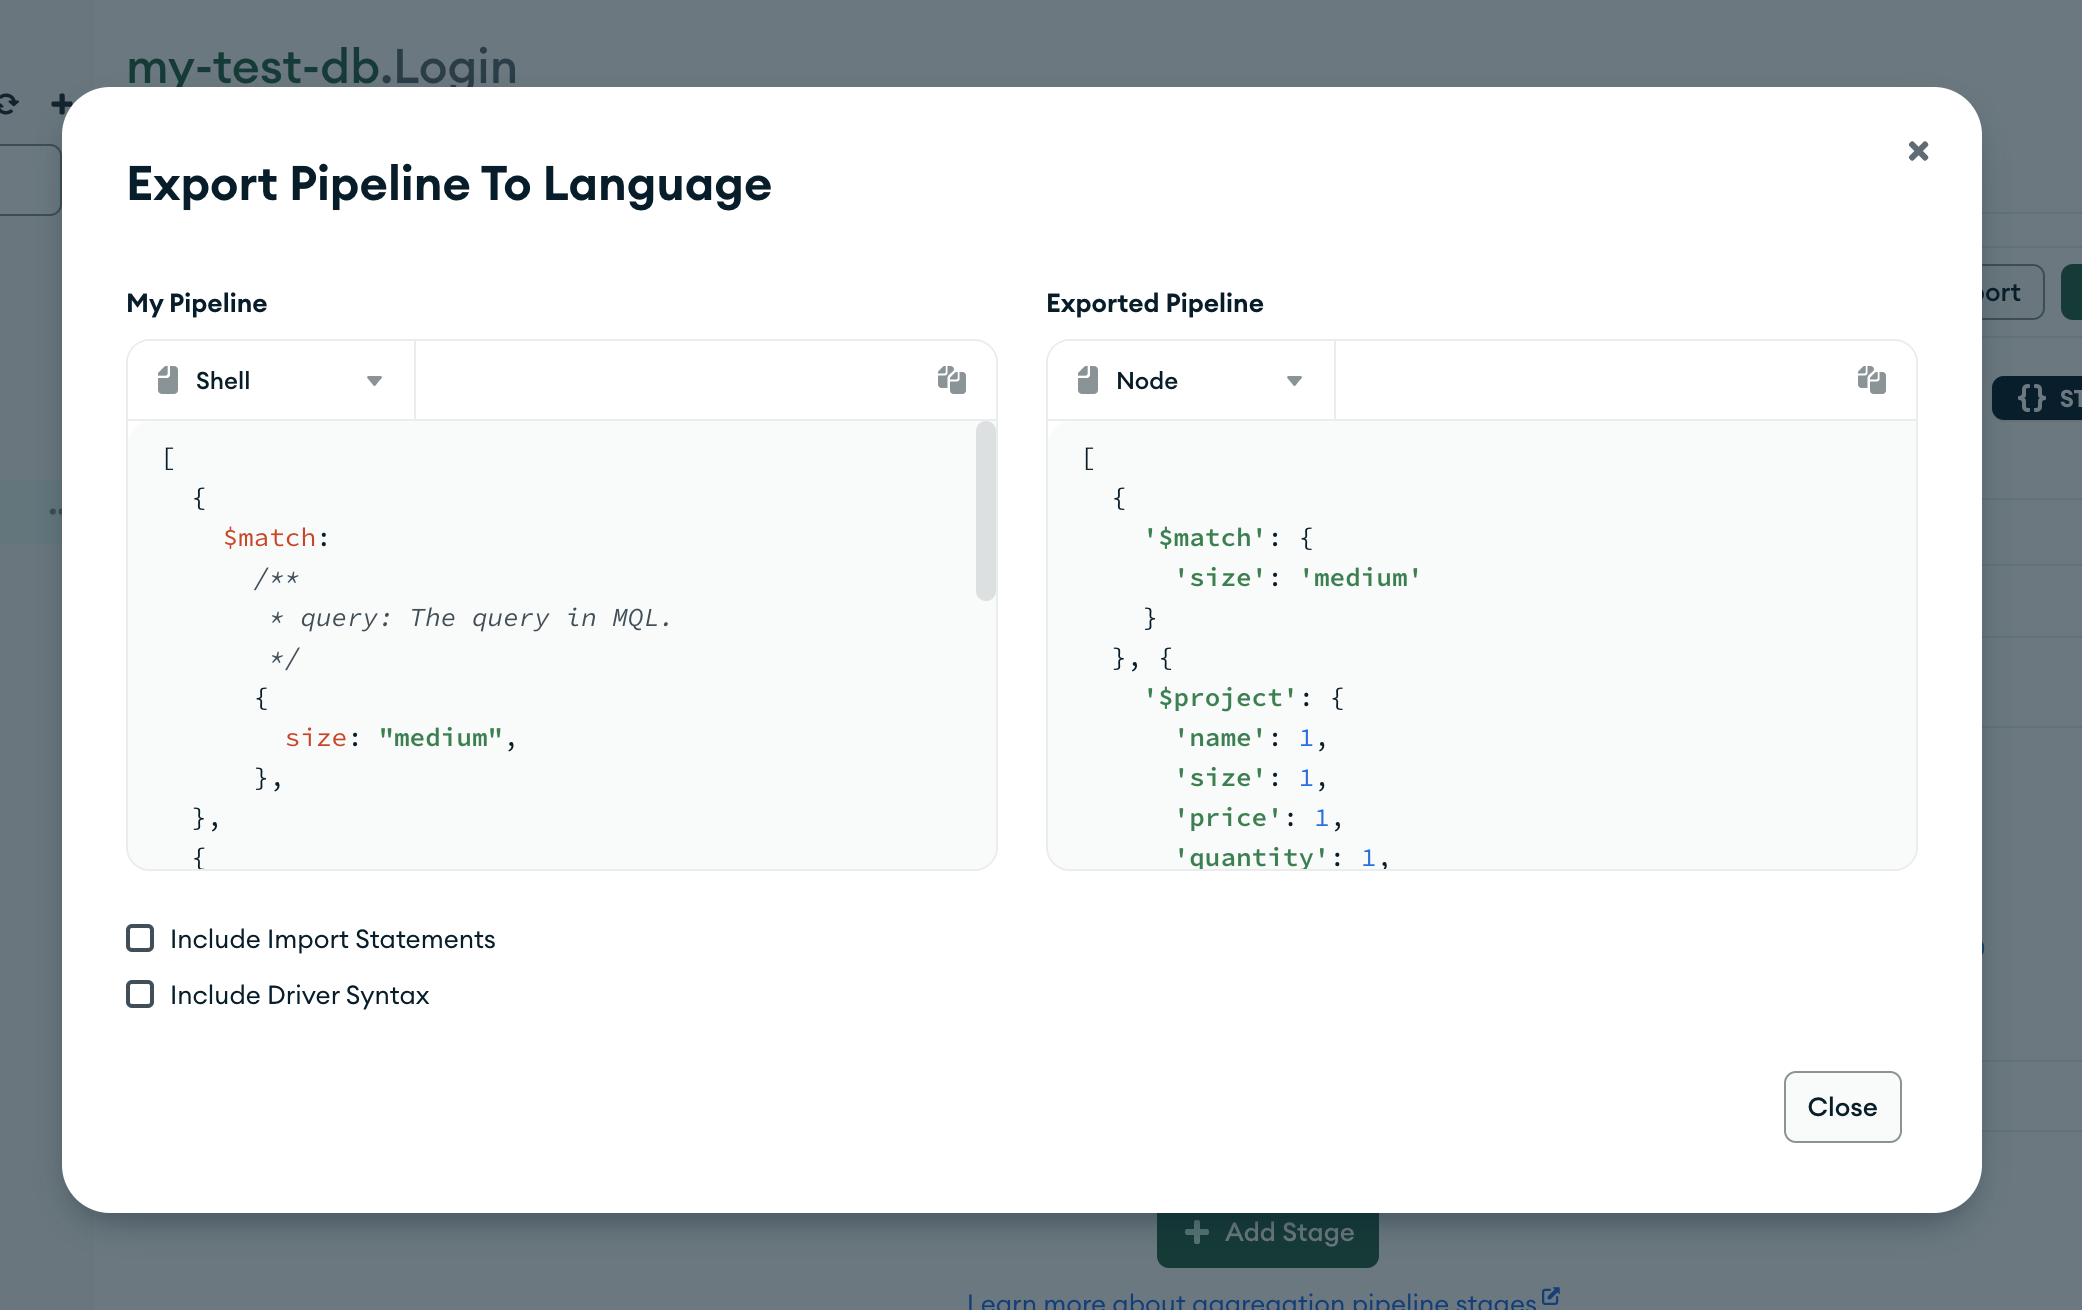 my-test-db.Login
Export Pipeline To Language
My Pipeline
Shell
[
  {
    $match:
      /**
       * query: The query in MQL.
       */
      {
        size: "medium",
      },
  },
  {
Exported Pipeline
Node
[
  {
    '$match': {
      'size': 'medium'
    }
  }, {
    '$project': {
      'name': 1,
      'size': 1,
      'price': 1,
      'quantity': 1,
Include Import Statements
Include Driver Syntax
Close
ort
{} ST
Add Stage
Learn more about aggregation pipeline stages